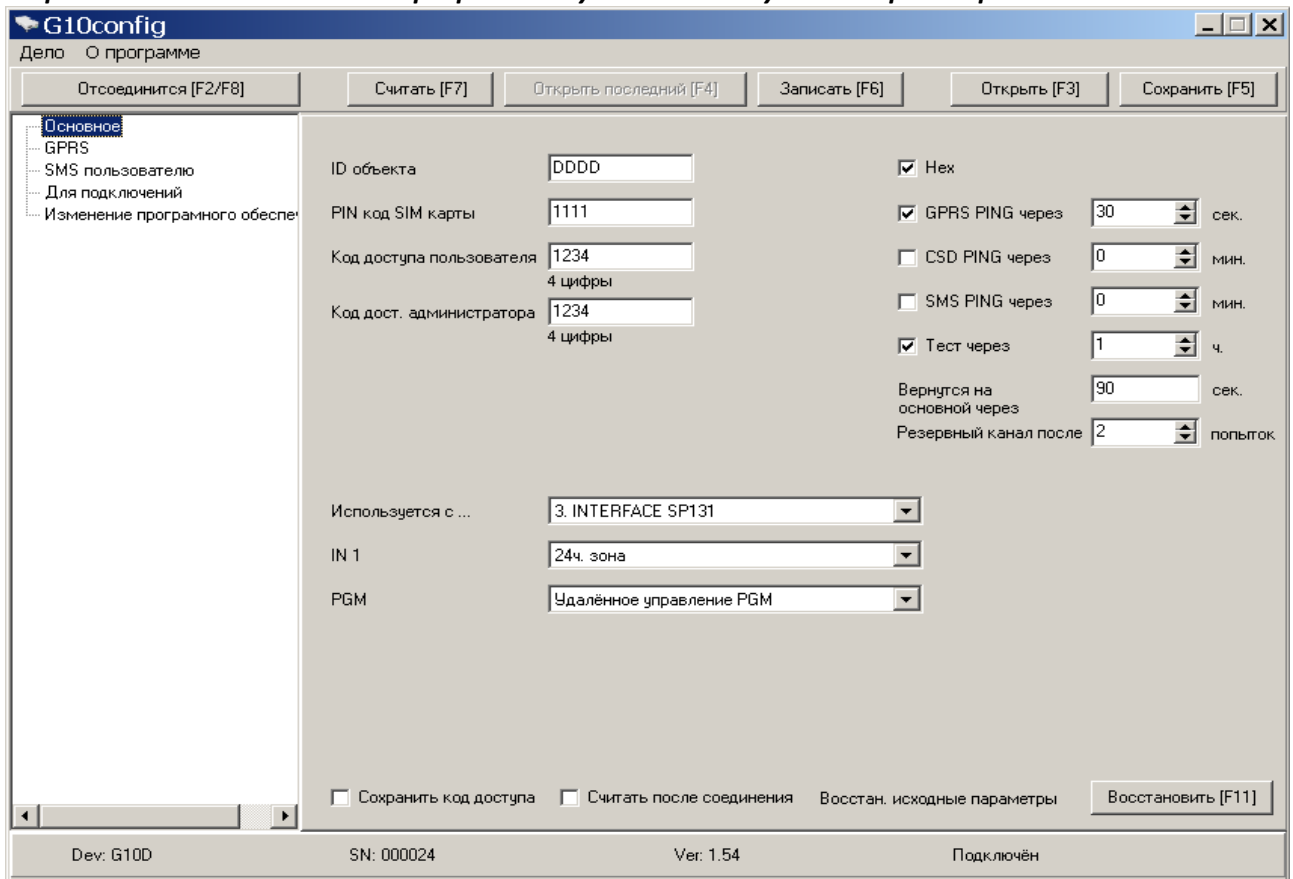 G10config
Дело О программе
Отсоединится [F2/F8] Считать [F7] Открыть последний [F4] Записать [F6] Открыть [F3] Сохранить [F5]
Основное
GPRS
SMS пользователю
Для подключений
Изменение програмного обеспе
ID объекта DDDD
Hex
PIN код SIM карты 1111
GPRS PING через 30 сек.
Код доступа пользователя 1234
4 цифры
CSD PING через 0 мин.
Код дост. администратора 1234
4 цифры
SMS PING через 0 мин.
Тест через 1 ч.
Вернутся на
основной через
90 сек.
Резервный канал после 2 попыток
Используется с ... 3. INTERFACE SP131
IN 1 24ч. зона
PGM Удалённое управление PGM
Сохранить код доступа Считать после соединения Восстан. исходные параметры Восстановить [F11]
Dev: G10D SN: 000024 Ver: 1.54 Подключён